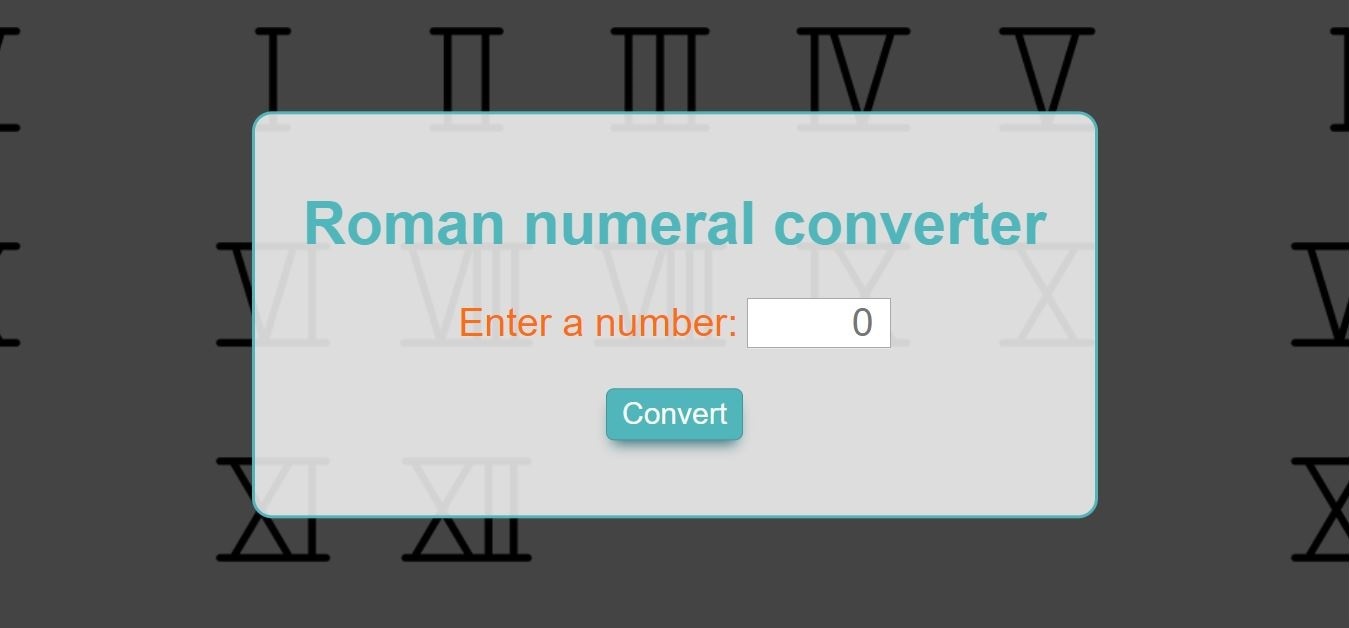 I II III IV V
Roman numeral converter
VI VII VIII IX X
Enter a number: 0
Convert
XI XII